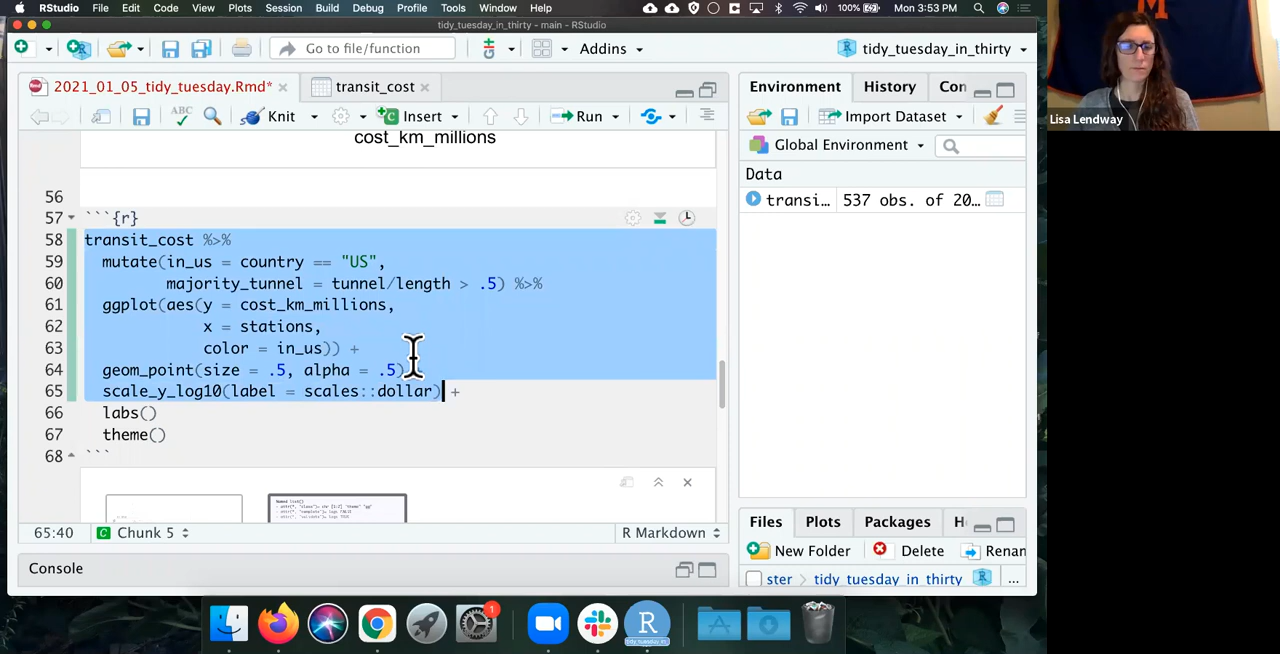 RStudio File Edit Code View Plots Session Build Debug Profile Tools Window Help 100% Mon 3:53 PM
tidy_tuesday_in_thirty - main - RStudio
Go to file/function Addins tidy_tuesday_in_thirty
2021_01_05_tidy_tuesday.Rmd* transit_cost
Environment History Con
ABC Knit Insert Run
Import Dataset
Lisa Lendway
cost_km_millions
Global Environment
Data
transi... 537 obs. of 20...
56
57 ```{r}
58 transit_cost %>%
59 mutate(in_us = country == "US",
60 majority_tunnel = tunnel/length > .5) %>%
61 ggplot(aes(y = cost_km_millions,
62 x = stations,
63 color = in_us)) +
64 geom_point(size = .5, alpha = .5)
65 scale_y_log10(label = scales::dollar) +
66 labs()
67 theme()
68 ```
65:40 Chunk 5 R Markdown
Console
Files Plots Packages H
New Folder Delete Renan
ster tidy_tuesday_in_thirty ...
1